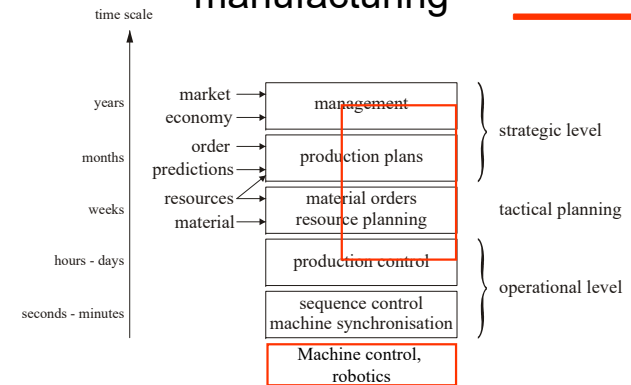 manufacturing
time scale
years
months
weeks
hours - days
seconds - minutes
market
economy
order
predictions
resources
material
management
production plans
material orders
resource planning
production control
sequence control
machine synchronisation
Machine control,
robotics
strategic level
tactical planning
operational level